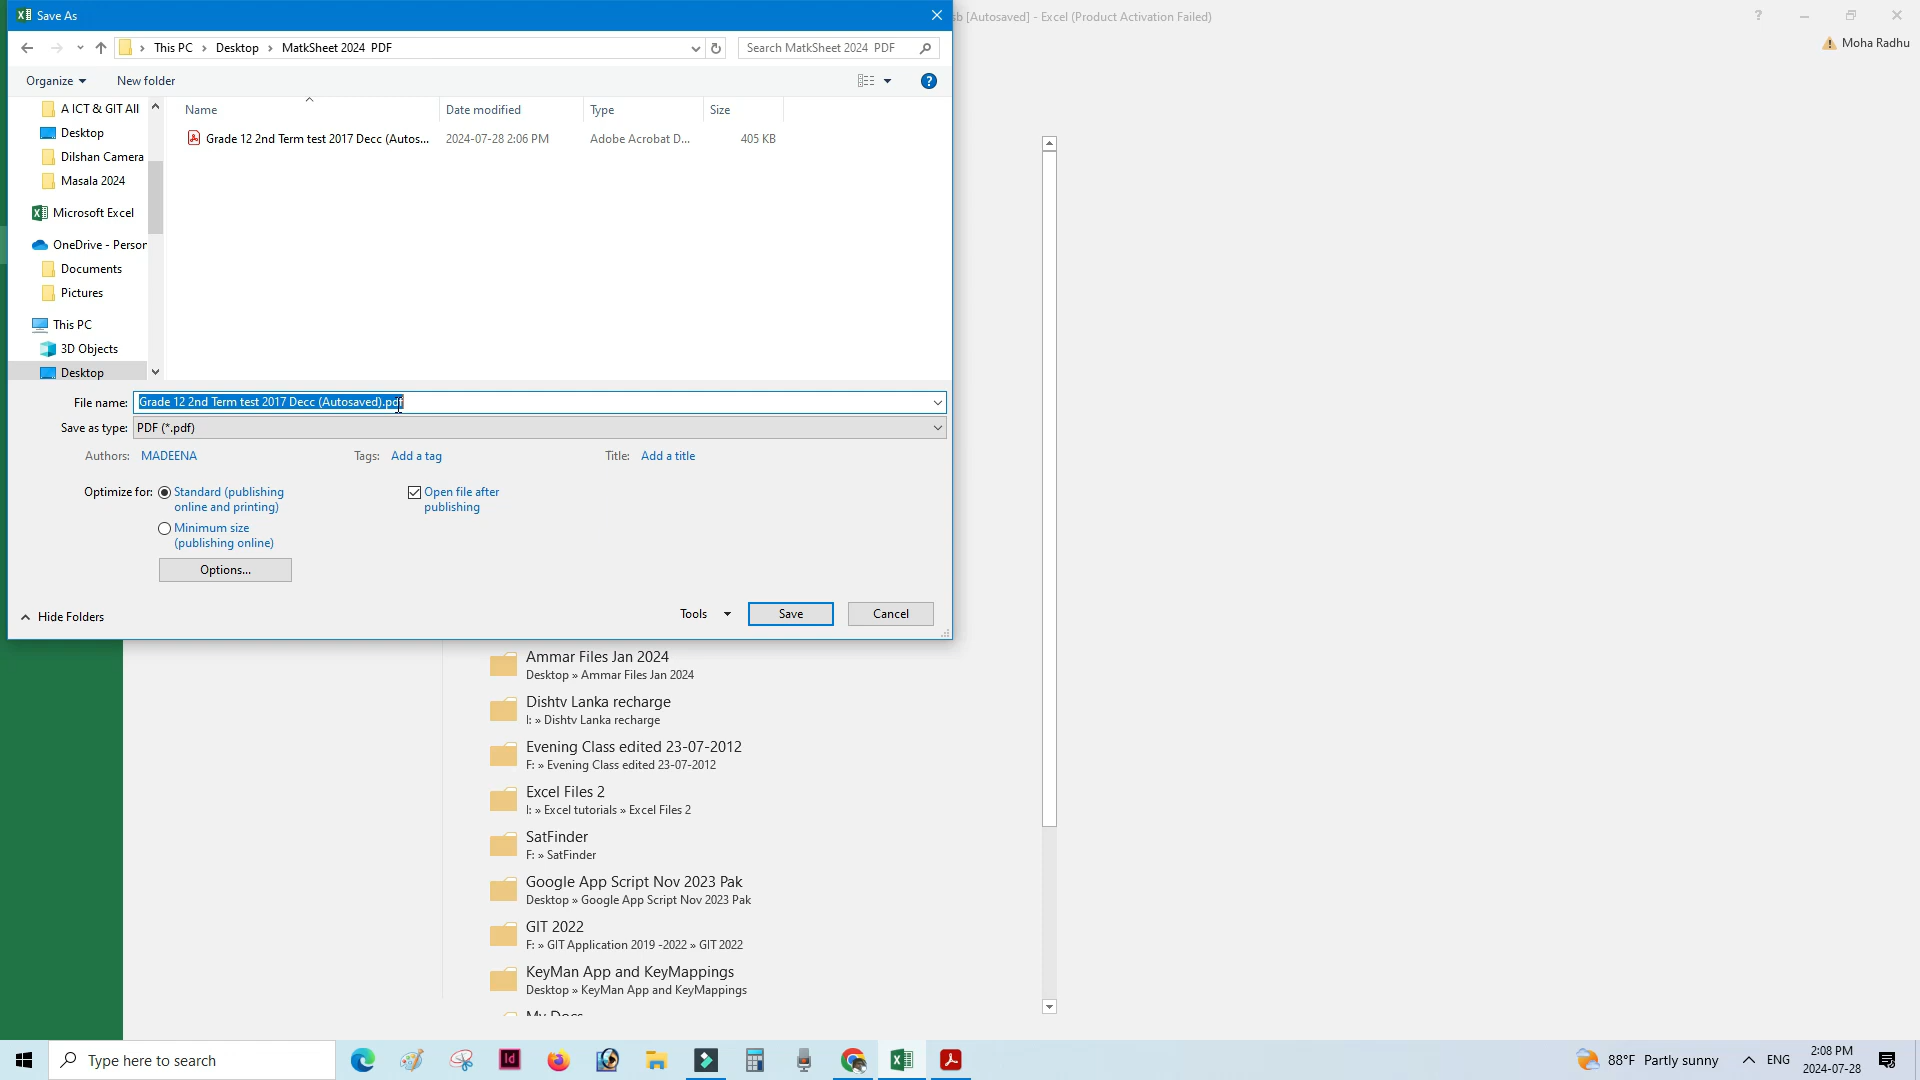 Save As
sb [Autosaved] - Excel (Product Activation Failed)
Moha Radhu
This PC
Desktop
MatkSheet 2024 PDF
Search MatkSheet 2024 PDF
Organize
New folder
A ICT & GIT All
Desktop
Dilshan Camera
Masala 2024
Microsoft Excel
OneDrive - Person
Documents
Pictures
This PC
3D Objects
Desktop
Name
Date modified
Type
Size
Grade 12 2nd Term test 2017 Decc (Autos...
2024-07-28 2:06 PM
Adobe Acrobat D...
405 KB
File name:
Grade 12 2nd Term test 2017 Decc (Autosaved).pdf
Save as type:
PDF (*.pdf)
Authors:
MADEENA
Tags:
Add a tag
Title:
Add a title
Optimize for:
Standard (publishing
online and printing)
Minimum size
(publishing online)
Open file after
publishing
Options...
Hide Folders
Tools
Save
Cancel
Ammar Files Jan 2024
Desktop » Ammar Files Jan 2024
Dishtv Lanka recharge
I: » Dishtv Lanka recharge
Evening Class edited 23-07-2012
F: » Evening Class edited 23-07-2012
Excel Files 2
I: » Excel tutorials » Excel Files 2
SatFinder
F: » SatFinder
Google App Script Nov 2023 Pak
Desktop » Google App Script Nov 2023 Pak
GIT 2022
F: » GIT Application 2019 -2022 » GIT 2022
KeyMan App and KeyMappings
Desktop » KeyMan App and KeyMappings
My Docs
Type here to search
Id
88°F Partly sunny
ENG
2:08 PM
2024-07-28